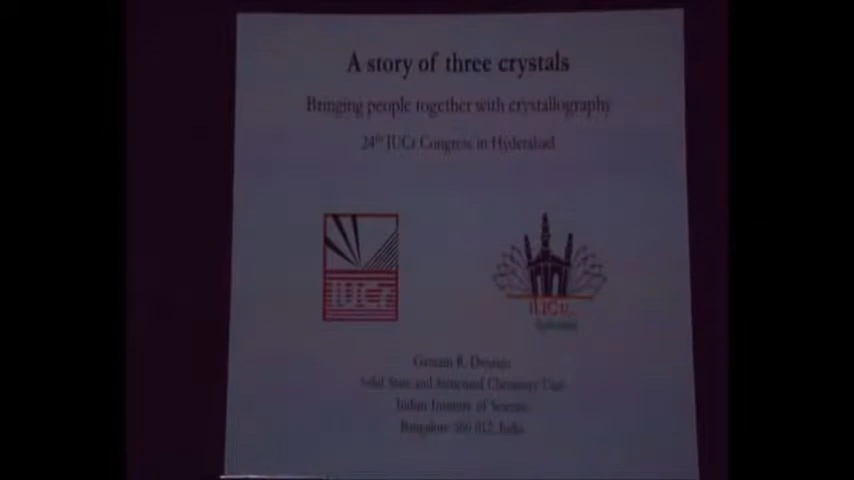 A story of three crystals
Bringing people together with crystallography
24th IUCr Congress in Hyderabad
IUCr
IUCr
Gautam R. Desiraju
Solid State and Structural Chemistry Unit
Indian Institute of Science
Bangalore 560 012, India